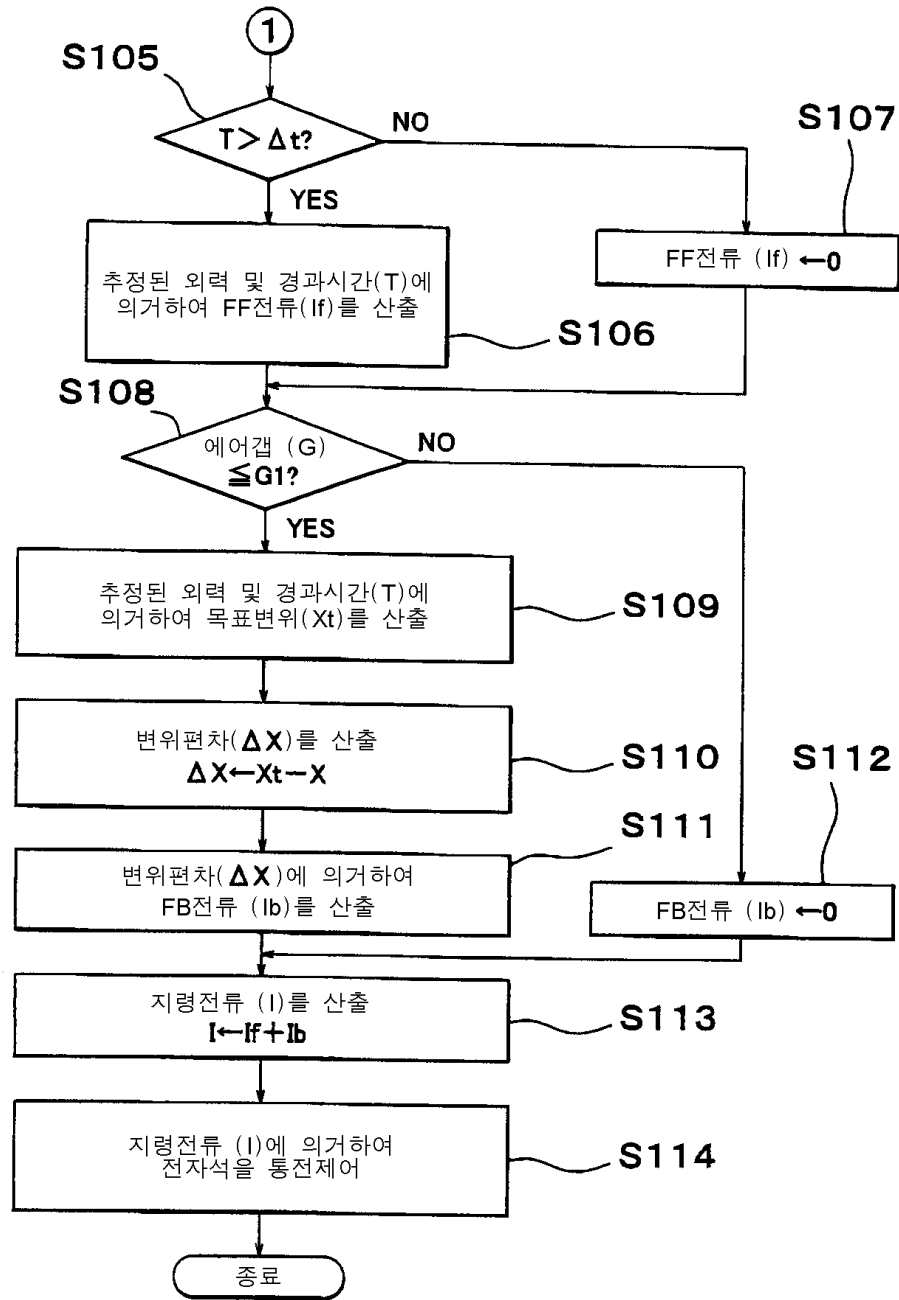 1
S105
T> Δt?
NO
YES
S107
FF전류 (If) ←0
추정된 외력 및 경과시간(T)에
의거하여 FF전류(If)를 산출
S106
S108
에어갭 (G)
≦G1?
NO
YES
추정된 외력 및 경과시간(T)에
의거하여 목표변위(Xt)를 산출
S109
변위편차(ΔX)를 산출
ΔX←Xt−X
S110
S112
S111
변위편차(ΔX)에 의거하여
FB전류 (Ib)를 산출
FB전류 (Ib) ←0
지령전류 (I)를 산출
I←If+Ib
S113
지령전류 (I)에 의거하여
전자석을 통전제어
S114
종료